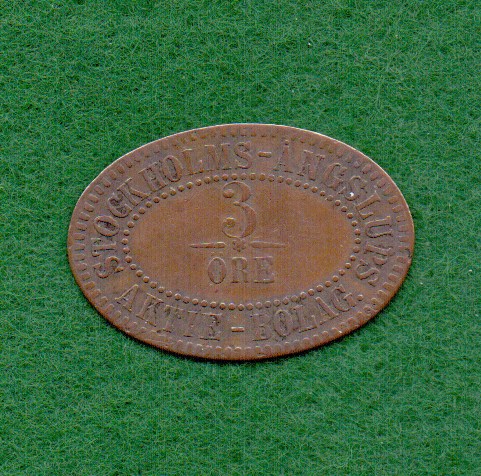 STOCKHOLMS-ÅNGSLUPS
3
ÖRE
AKTIE-BOLAG.